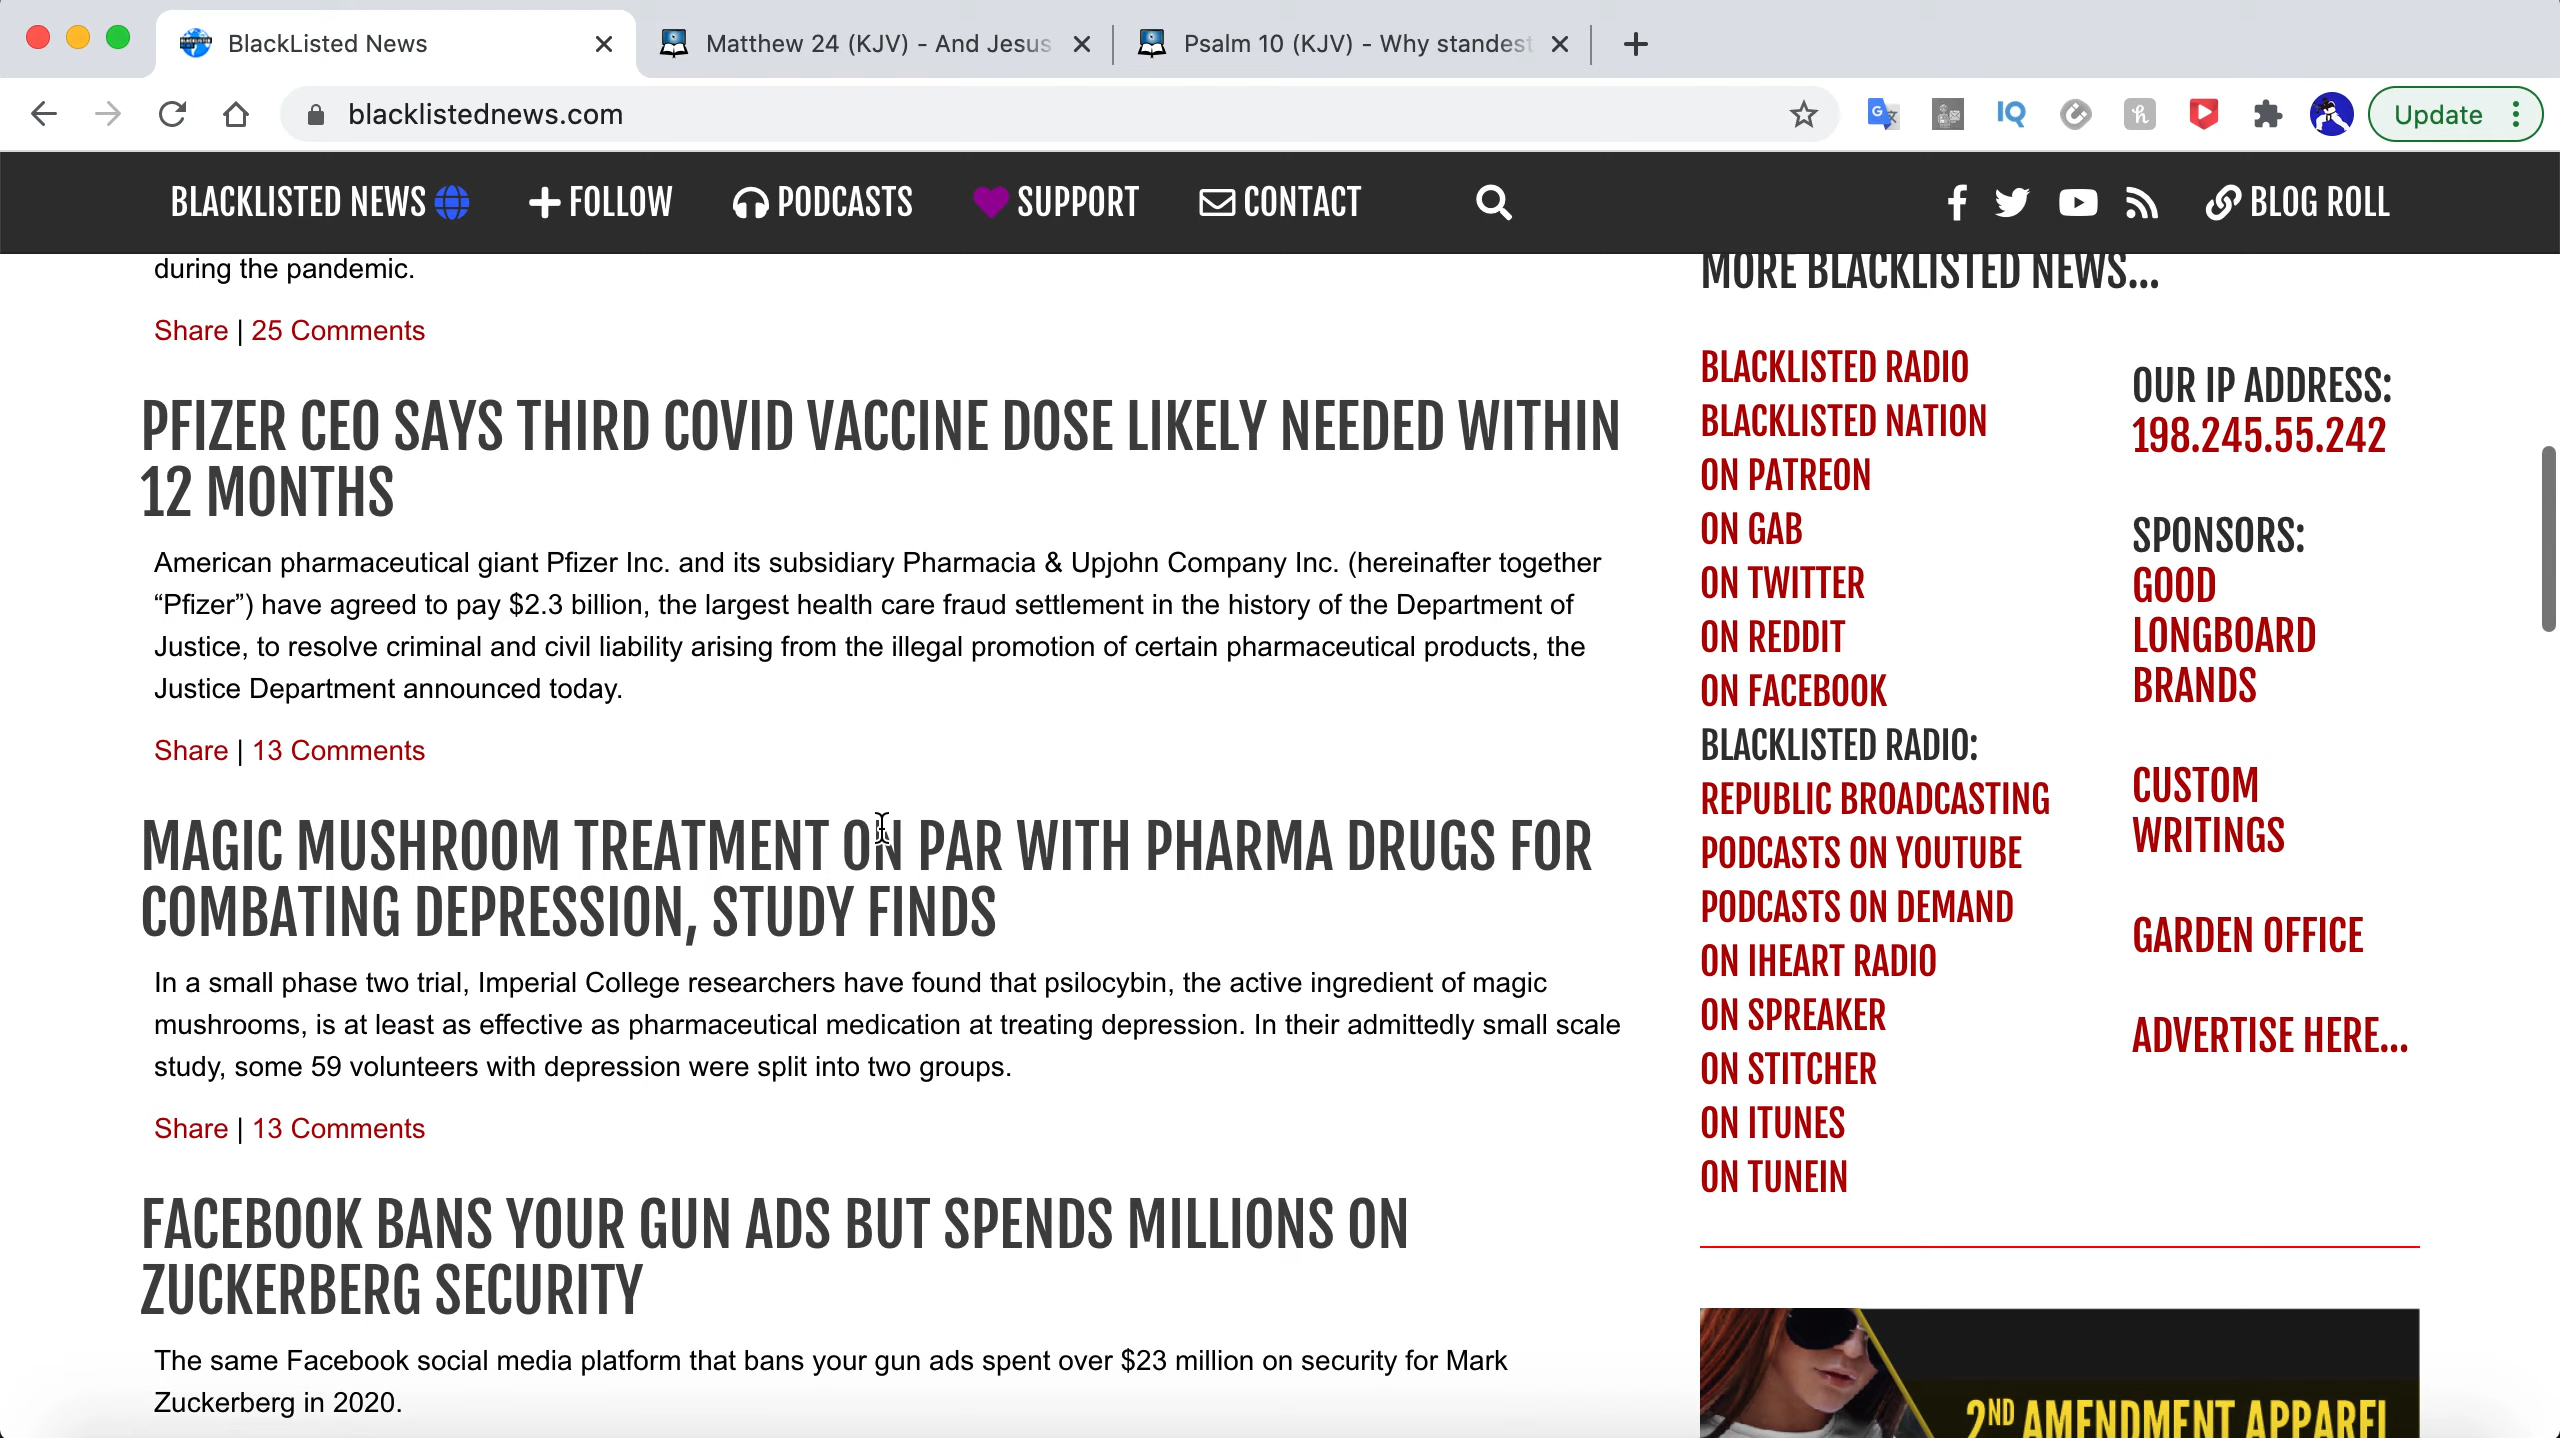 BlackListed News
Matthew 24 (KJV) - And Jesus
Psalm 10 (KJV) - Why standest
blacklistednews.com
Update
BLACKLISTED NEWS
FOLLOW
PODCASTS
SUPPORT
CONTACT
BLOG ROLL
during the pandemic.
Share | 25 Comments
PFIZER CEO SAYS THIRD COVID VACCINE DOSE LIKELY NEEDED WITHIN
12 MONTHS
American pharmaceutical giant Pfizer Inc. and its subsidiary Pharmacia & Upjohn Company Inc. (hereinafter together
“Pfizer”) have agreed to pay $2.3 billion, the largest health care fraud settlement in the history of the Department of
Justice, to resolve criminal and civil liability arising from the illegal promotion of certain pharmaceutical products, the
Justice Department announced today.
Share | 13 Comments
MAGIC MUSHROOM TREATMENT ON PAR WITH PHARMA DRUGS FOR
COMBATING DEPRESSION, STUDY FINDS
In a small phase two trial, Imperial College researchers have found that psilocybin, the active ingredient of magic
mushrooms, is at least as effective as pharmaceutical medication at treating depression. In their admittedly small scale
study, some 59 volunteers with depression were split into two groups.
Share | 13 Comments
FACEBOOK BANS YOUR GUN ADS BUT SPENDS MILLIONS ON
ZUCKERBERG SECURITY
The same Facebook social media platform that bans your gun ads spent over $23 million on security for Mark
Zuckerberg in 2020.
MORE BLACKLISTED NEWS...
BLACKLISTED RADIO
BLACKLISTED NATION
ON PATREON
ON GAB
ON TWITTER
ON REDDIT
ON FACEBOOK
BLACKLISTED RADIO:
REPUBLIC BROADCASTING
PODCASTS ON YOUTUBE
PODCASTS ON DEMAND
ON IHEART RADIO
ON SPREAKER
ON STITCHER
ON ITUNES
ON TUNEIN
OUR IP ADDRESS:
198.245.55.242
SPONSORS:
GOOD
LONGBOARD
BRANDS
CUSTOM
WRITINGS
GARDEN OFFICE
ADVERTISE HERE...
2ND AMENDMENT APPAREL